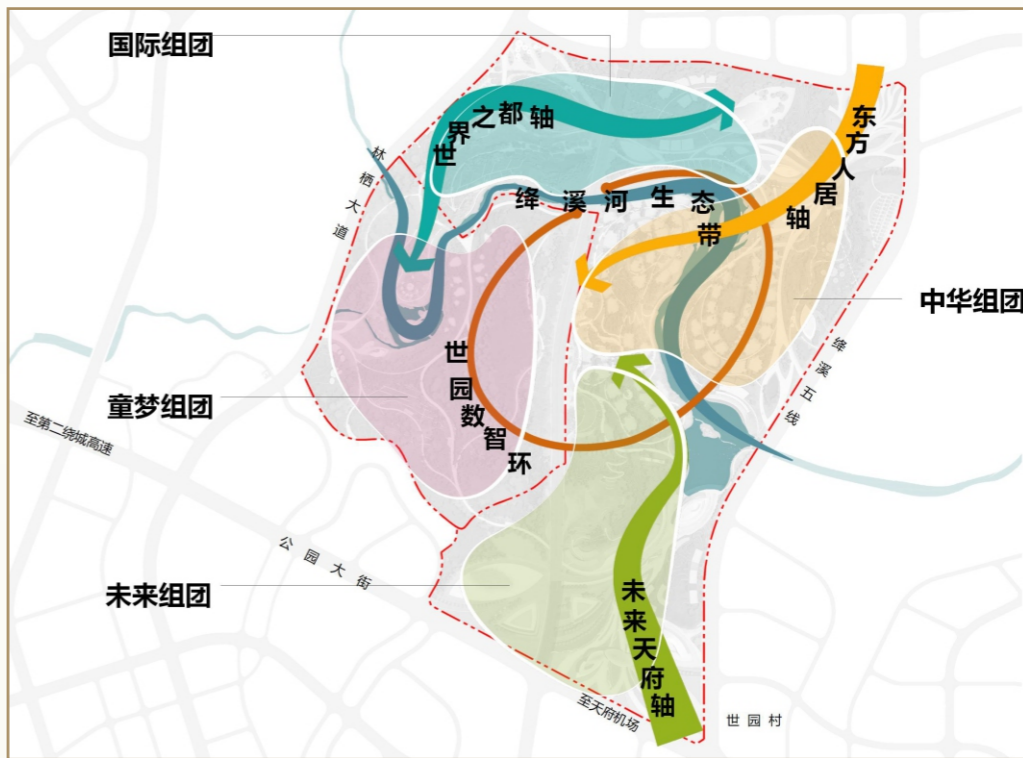 国际组团
世界之都轴
东方人居轴
林栖大道
绛溪河生态带
中华组团
世园数智环
绛溪五线
童梦组团
至第二绕城高速
公园大街
未来组团
未来天府轴
至天府机场
世园村